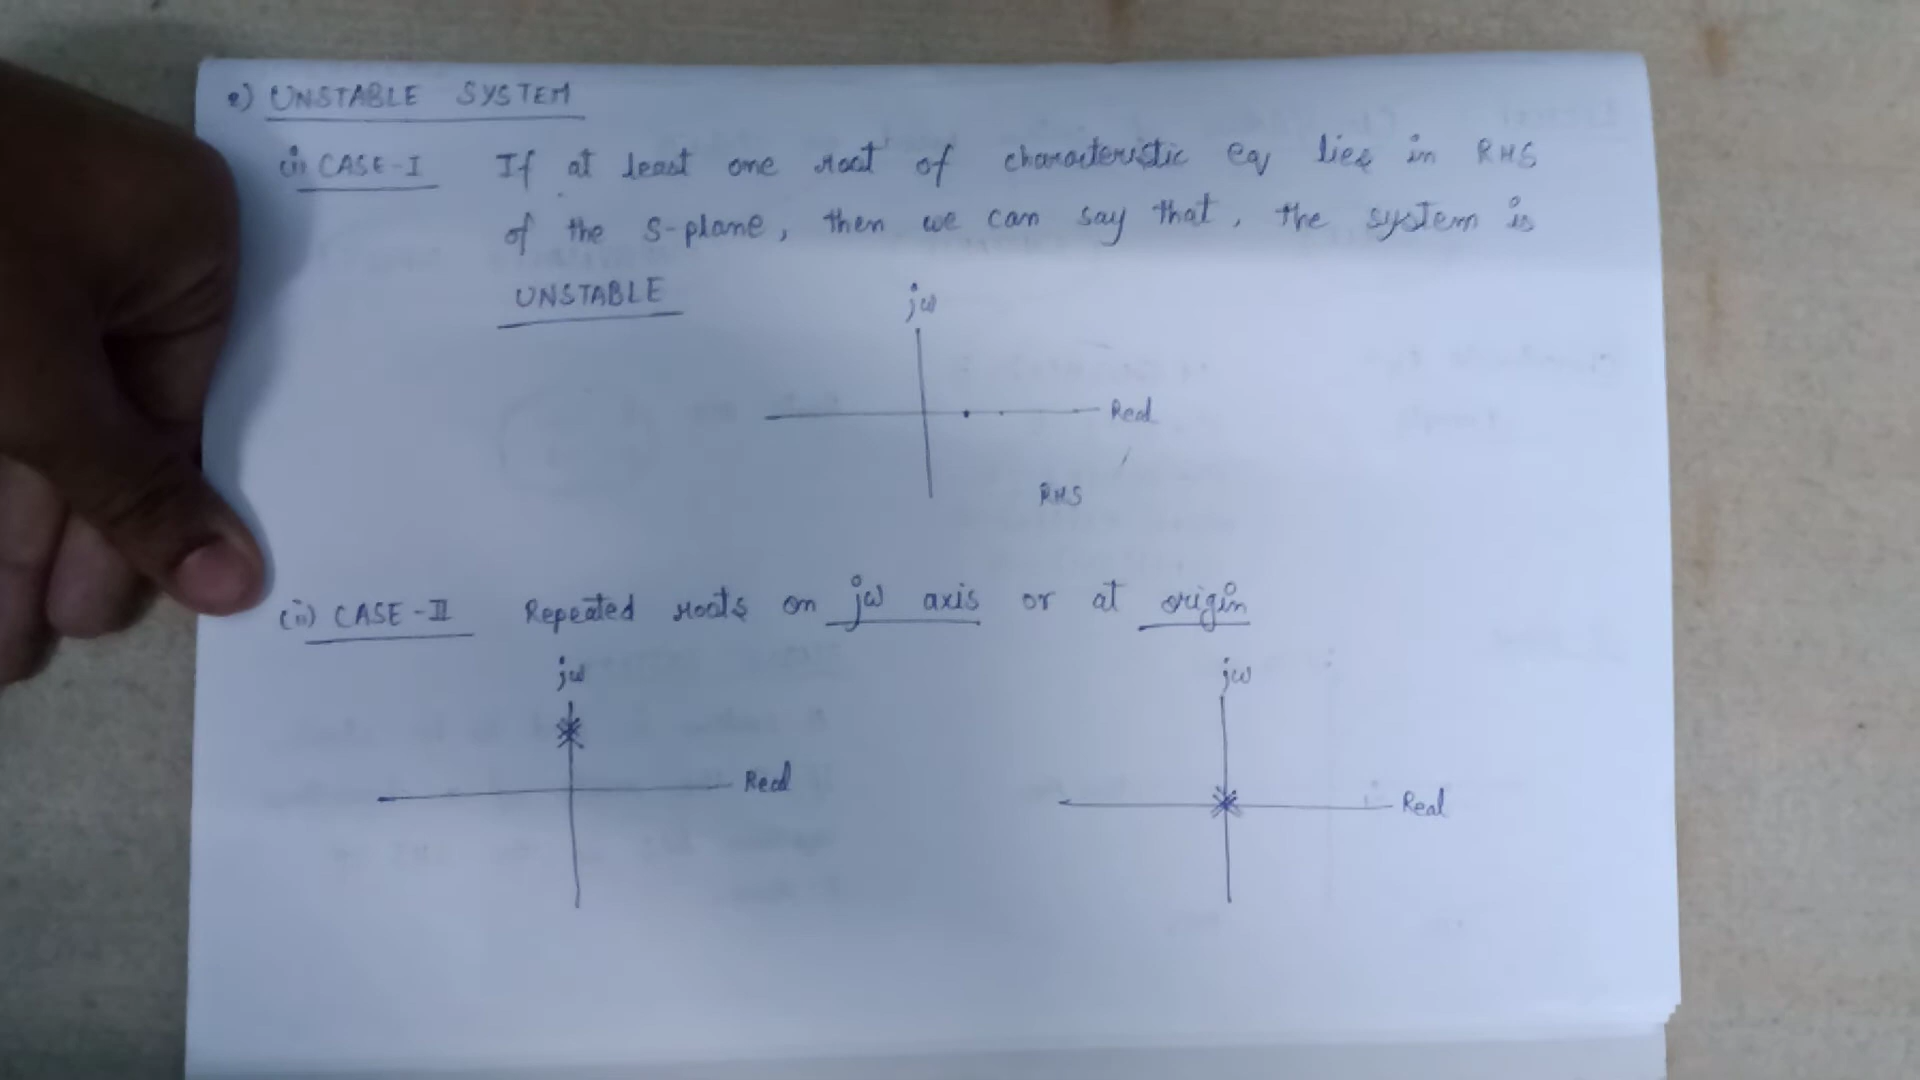 2) UNSTABLE SYSTEM
(i) CASE-I If at least one root of characteristic eq lies in RHS
of the S-plane, then we can say that, the system is
UNSTABLE
jω
Real
RHS
(ii) CASE-II Repeated roots on jω axis or at origin
jω
Real
jω
Real